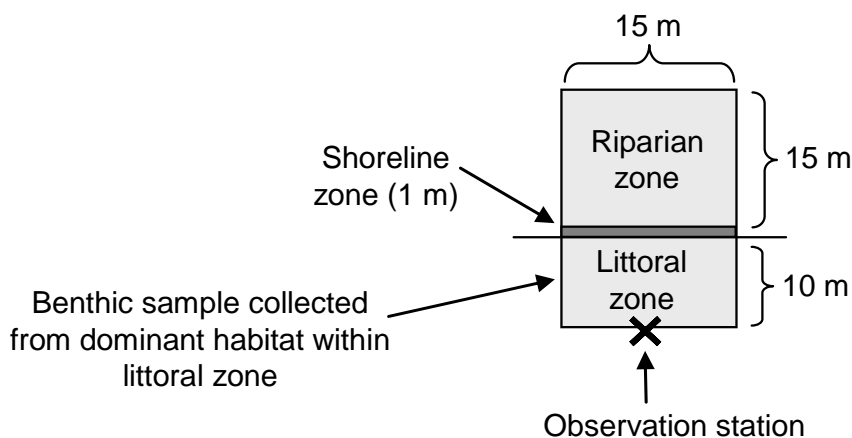 15 m
Riparian
zone
15 m
Shoreline
zone (1 m)
Littoral
zone
10 m
Benthic sample collected
from dominant habitat within
littoral zone
Observation station